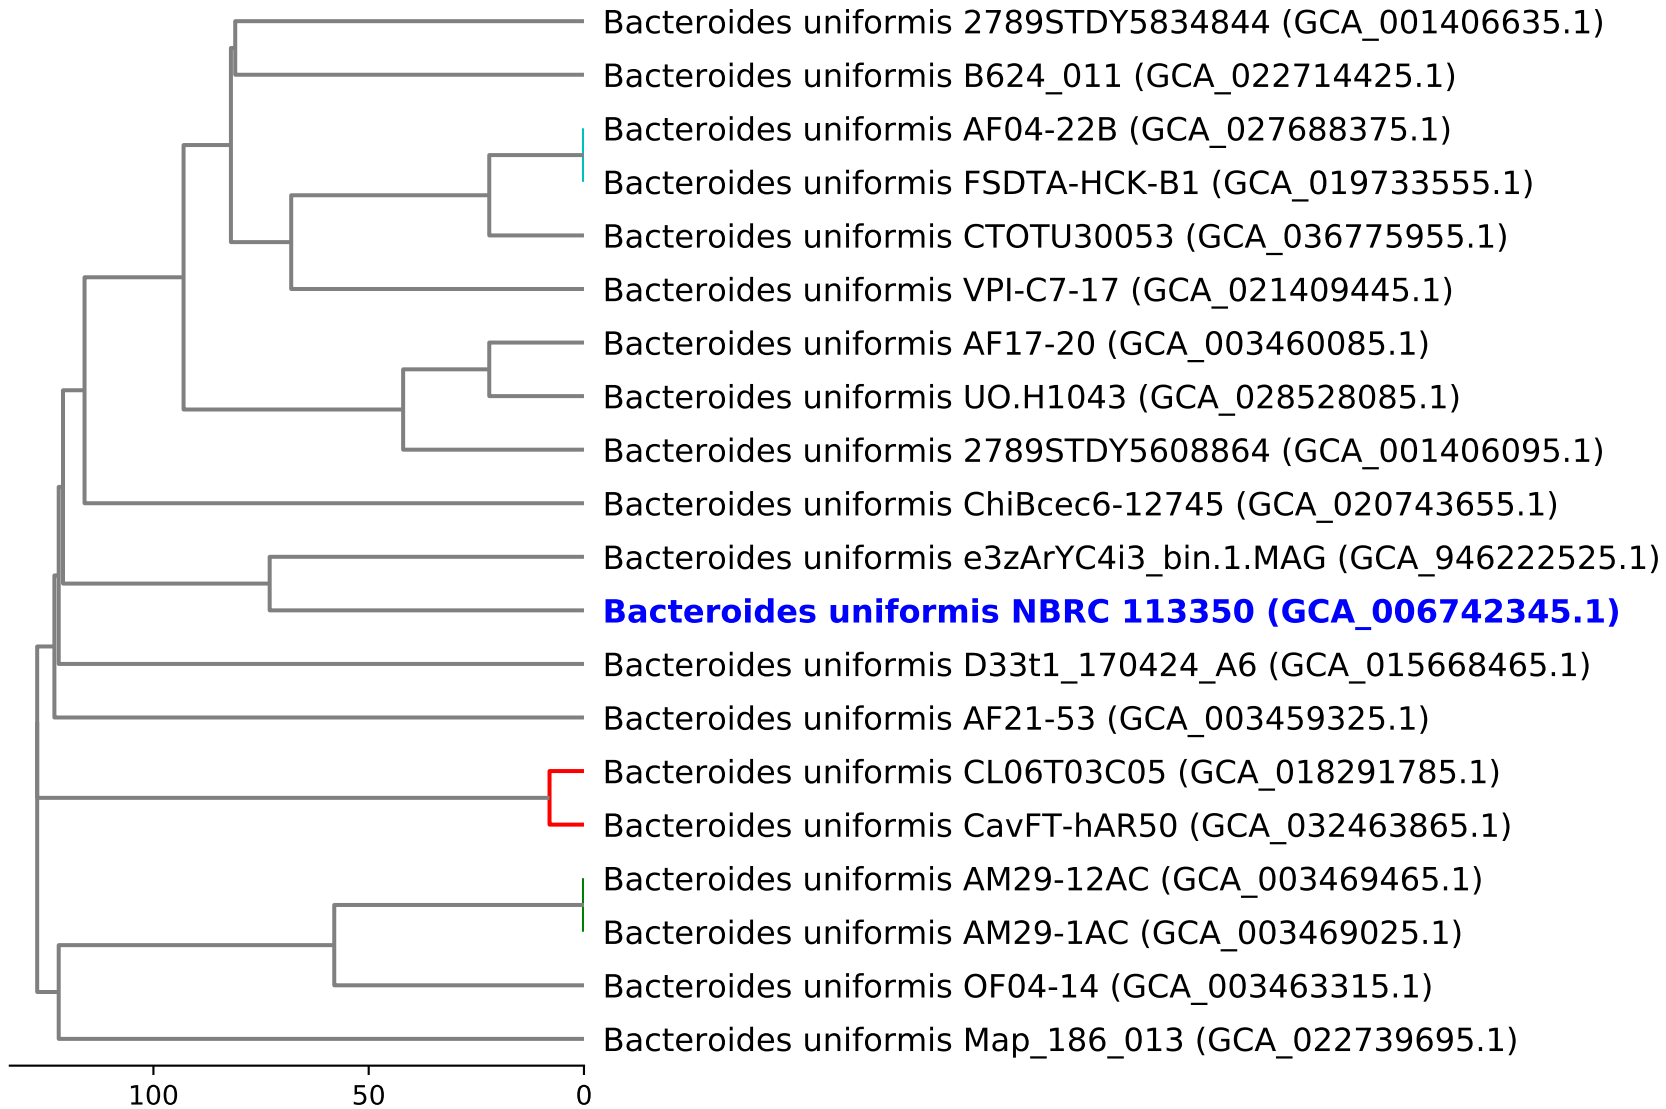 Bacteroides uniformis 2789STDY5834844 (GCA_001406635.1)
Bacteroides uniformis B624_011 (GCA_022714425.1)
Bacteroides uniformis AF04-22B (GCA_027688375.1)
Bacteroides uniformis FSDTA-HCK-B1 (GCA_019733555.1)
Bacteroides uniformis CTOTU30053 (GCA_036775955.1)
Bacteroides uniformis VPI-C7-17 (GCA_021409445.1)
Bacteroides uniformis AF17-20 (GCA_003460085.1)
Bacteroides uniformis UO.H1043 (GCA_028528085.1)
Bacteroides uniformis 2789STDY5608864 (GCA_001406095.1)
Bacteroides uniformis ChiBcec6-12745 (GCA_020743655.1)
Bacteroides uniformis e3zArYC4i3_bin.1.MAG (GCA_946222525.1)
Bacteroides uniformis NBRC 113350 (GCA_006742345.1)
Bacteroides uniformis D33t1_170424_A6 (GCA_015668465.1)
Bacteroides uniformis AF21-53 (GCA_003459325.1)
Bacteroides uniformis CL06T03C05 (GCA_018291785.1)
Bacteroides uniformis CavFT-hAR50 (GCA_032463865.1)
Bacteroides uniformis AM29-12AC (GCA_003469465.1)
Bacteroides uniformis AM29-1AC (GCA_003469025.1)
Bacteroides uniformis OF04-14 (GCA_003463315.1)
Bacteroides uniformis Map_186_013 (GCA_022739695.1)
100 50 0